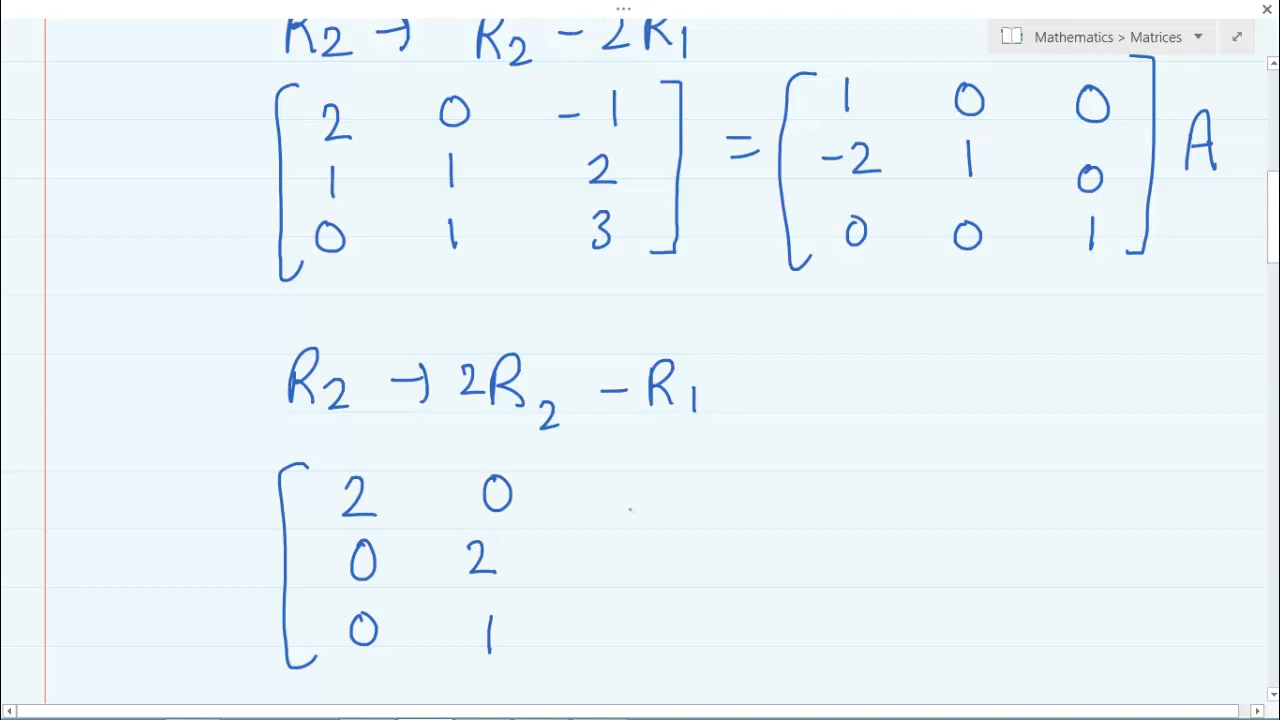 Mathematics > Matrices
R2 → R2 - 2R1
2 0 -1
1 1 2
0 1 3
=
1 0 0
-2 1 0
0 0 1
A
R2 → 2R2 - R1
2 0
0 2
0 1